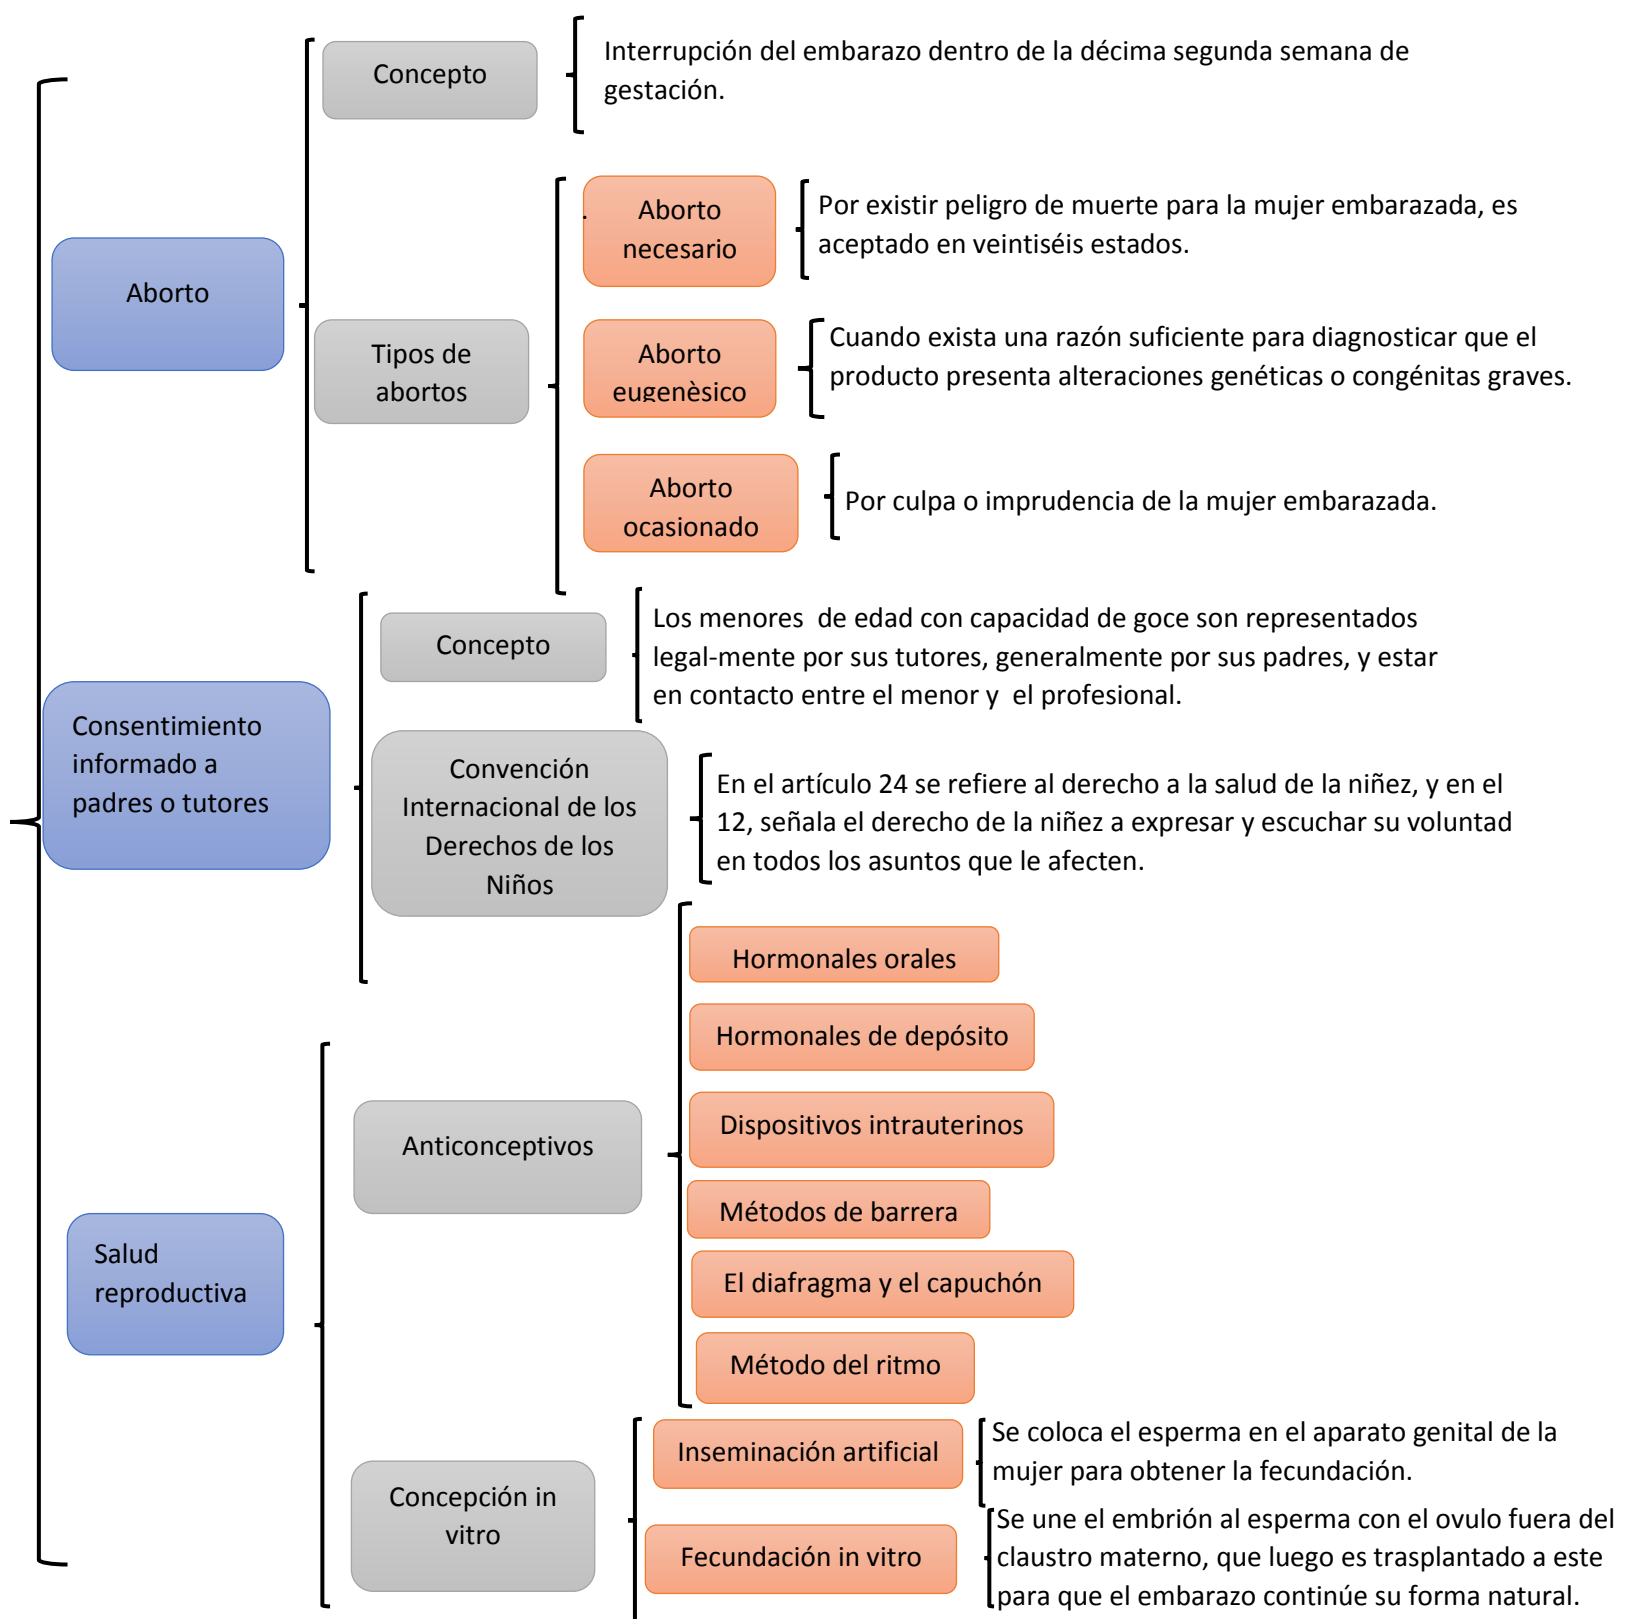 Concepto
Interrupción del embarazo dentro de la décima segunda semana de
gestación.
Aborto
Tipos de
abortos
.
Aborto
necesario
Por existir peligro de muerte para la mujer embarazada, es
aceptado en veintiséis estados.
Aborto
eugenèsico
Cuando exista una razón suficiente para diagnosticar que el
producto presenta alteraciones genéticas o congénitas graves.
Aborto
ocasionado
Por culpa o imprudencia de la mujer embarazada.
Consentimiento
informado a
padres o tutores
Concepto
Los menores  de edad con capacidad de goce son representados
legal-mente por sus tutores, generalmente por sus padres, y estar
en contacto entre el menor y  el profesional.
Convención
Internacional de los
Derechos de los
Niños
En el artículo 24 se refiere al derecho a la salud de la niñez, y en el
12, señala el derecho de la niñez a expresar y escuchar su voluntad
en todos los asuntos que le afecten.
Salud
reproductiva
Anticonceptivos
Hormonales orales
Hormonales de depósito
Dispositivos intrauterinos
Métodos de barrera
El diafragma y el capuchón
Método del ritmo
Concepción in
vitro
Inseminación artificial
Se coloca el esperma en el aparato genital de la
mujer para obtener la fecundación.
Fecundación in vitro
Se une el embrión al esperma con el ovulo fuera del
claustro materno, que luego es trasplantado a este
para que el embarazo continúe su forma natural.